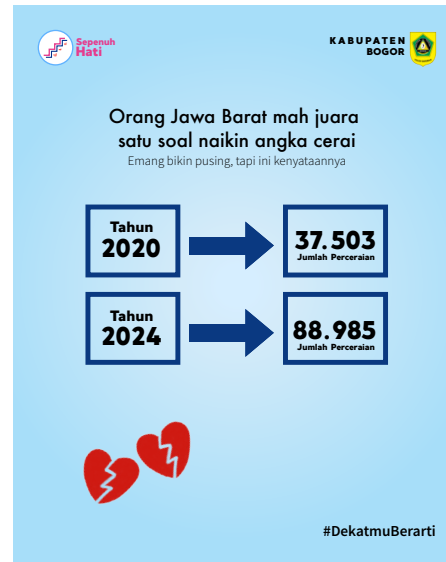 Sepenuh
Hati
KABUPATEN
BOGOR
Orang Jawa Barat mah juara
satu soal naikin angka cerai
Emang bikin pusing, tapi ini kenyataannya
Tahun
2020
37.503
Jumlah Perceraian
Tahun
2024
88.985
Jumlah Perceraian
#DekatmuBerarti